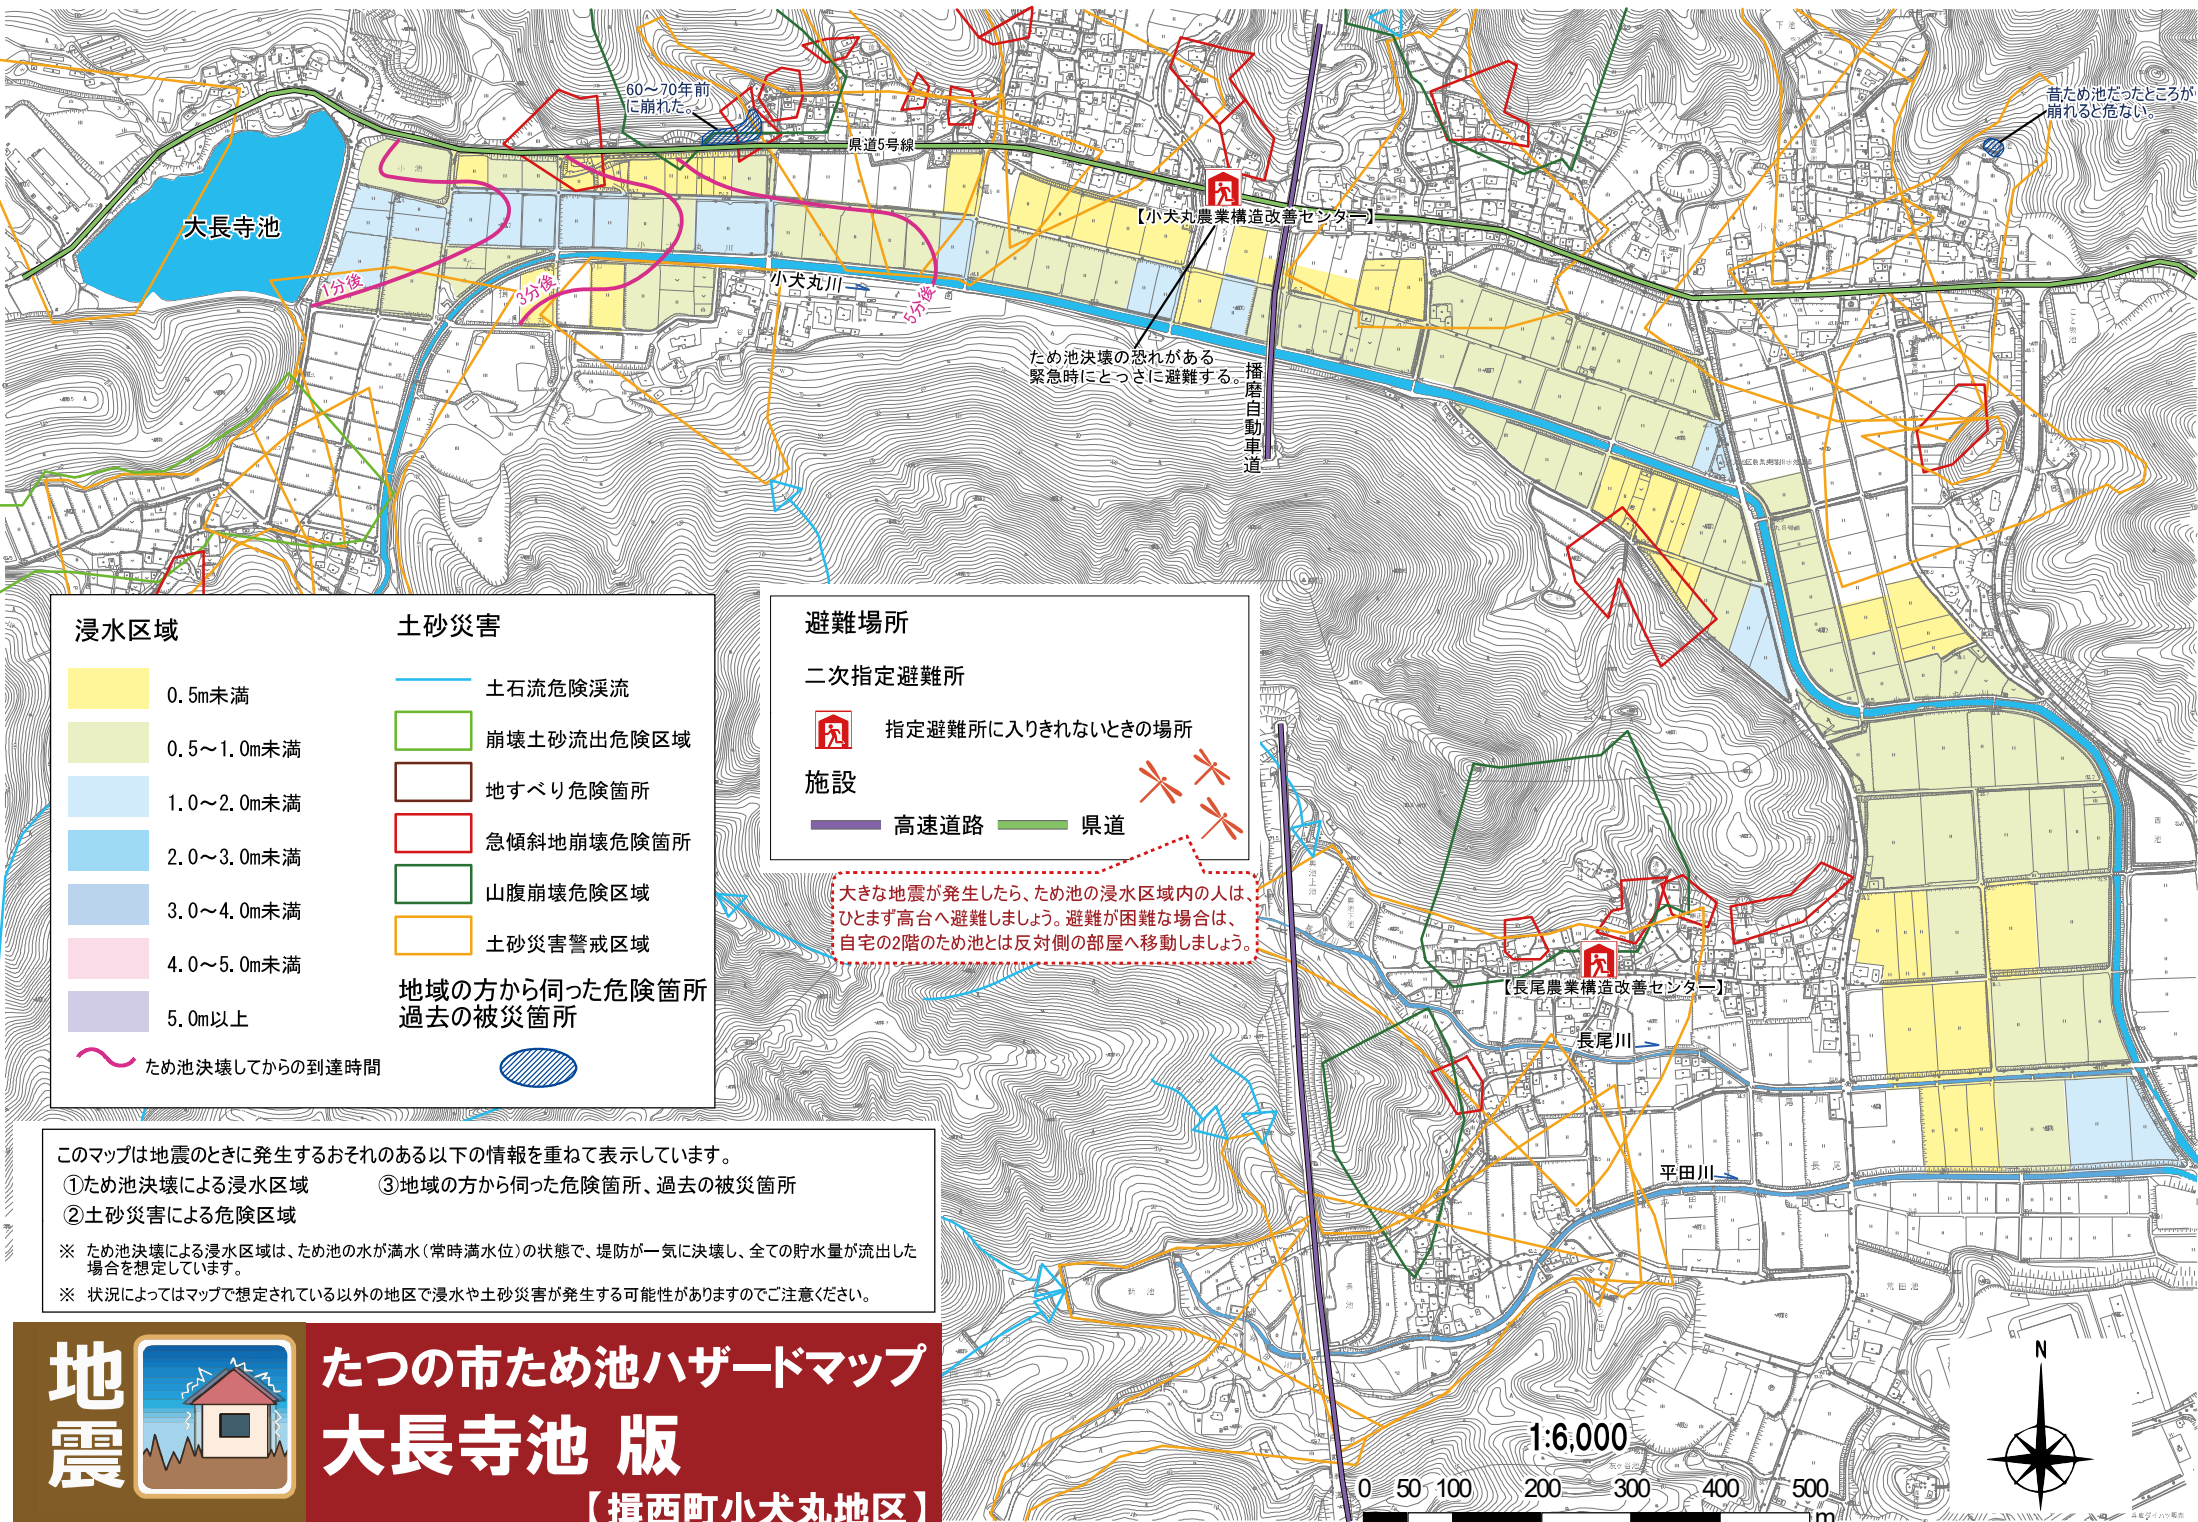 60～70年前
に崩れた。
昔ため池だったところが
崩れると危ない。
県道5号線
大長寺池
【小犬丸農業構造改善センター】
小犬丸川
1分後
3分後
5分後
ため池決壊の恐れがある
緊急時にとっさに避難する。
播磨自動車道
浸水区域
0.5m未満
0.5～1.0m未満
1.0～2.0m未満
2.0～3.0m未満
3.0～4.0m未満
4.0～5.0m未満
5.0m以上
ため池決壊してからの到達時間
土砂災害
土石流危険渓流
崩壊土砂流出危険区域
地すべり危険箇所
急傾斜地崩壊危険箇所
山腹崩壊危険区域
土砂災害警戒区域
地域の方から伺った危険箇所
過去の被災箇所
避難場所
二次指定避難所
指定避難所に入りきれないときの場所
施設
高速道路 県道
大きな地震が発生したら、ため池の浸水区域内の人は、
ひとまず高台へ避難しましょう。避難が困難な場合は、
自宅の2階のため池とは反対側の部屋へ移動しましょう。
【長尾農業構造改善センター】
長尾川
平田川
このマップは地震のときに発生するおそれのある以下の情報を重ねて表示しています。
①ため池決壊による浸水区域 ③地域の方から伺った危険箇所、過去の被災箇所
②土砂災害による危険区域
※ ため池決壊による浸水区域は、ため池の水が満水（常時満水位）の状態で、堤防が一気に決壊し、全ての貯水量が流出した
場合を想定しています。
※ 状況によってはマップで想定されている以外の地区で浸水や土砂災害が発生する可能性がありますのでご注意ください。
地震
たつの市ため池ハザードマップ
大長寺池 版
【揖西町小犬丸地区】
N
1:6,000
0 50 100 200 300 400 500
m